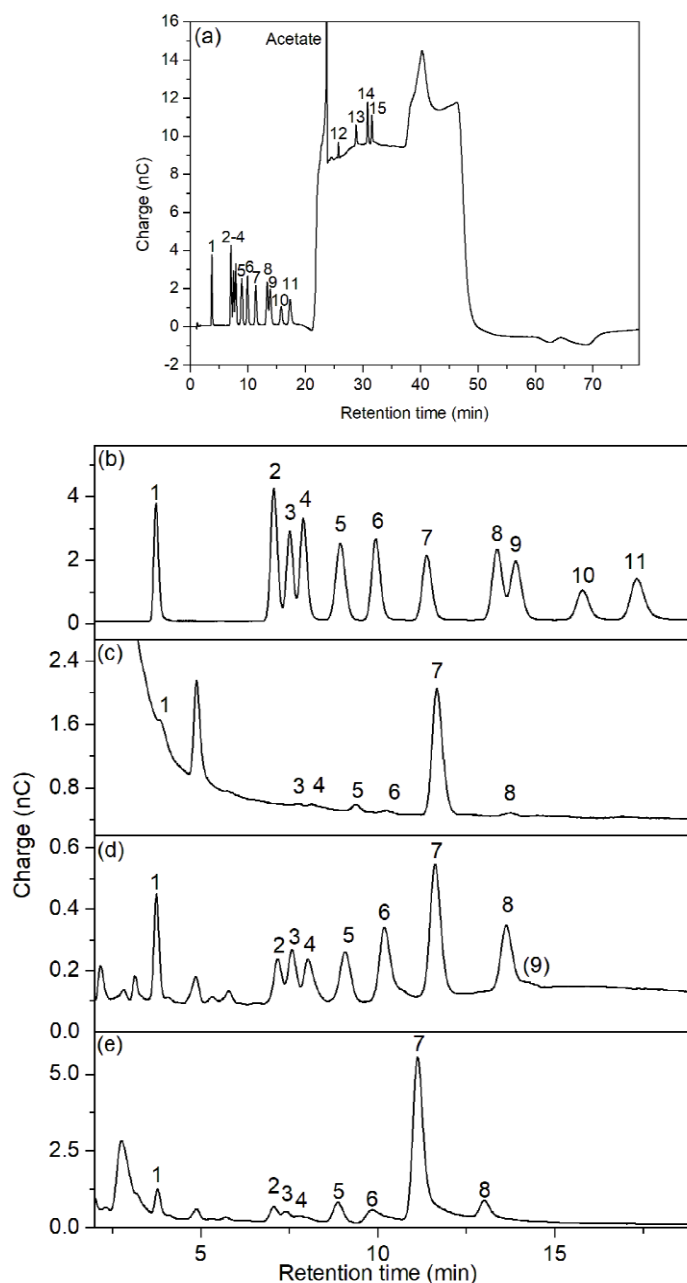 (a)
Acetate
16
14
12
10
8
6
4
2
0
-2
Charge (nC)
1
2-4
5
6
7
8
9
10
11
12
13
14
15
0 10 20 30 40 50 60 70
Retention time (min)
(b)
4
2
0
1 2 3 4 5 6 7 8 9 10 11
(c)
2.4
1.6
0.8
1 3 4 5 6 7 8
Charge (nC)
(d)
0.6
0.4
0.2
0.0
1 2 3 4 5 6 7 8 (9)
(e)
5.0
2.5
0.0
1 2 3 4 5 6 7 8
5 10 15
Retention time (min)